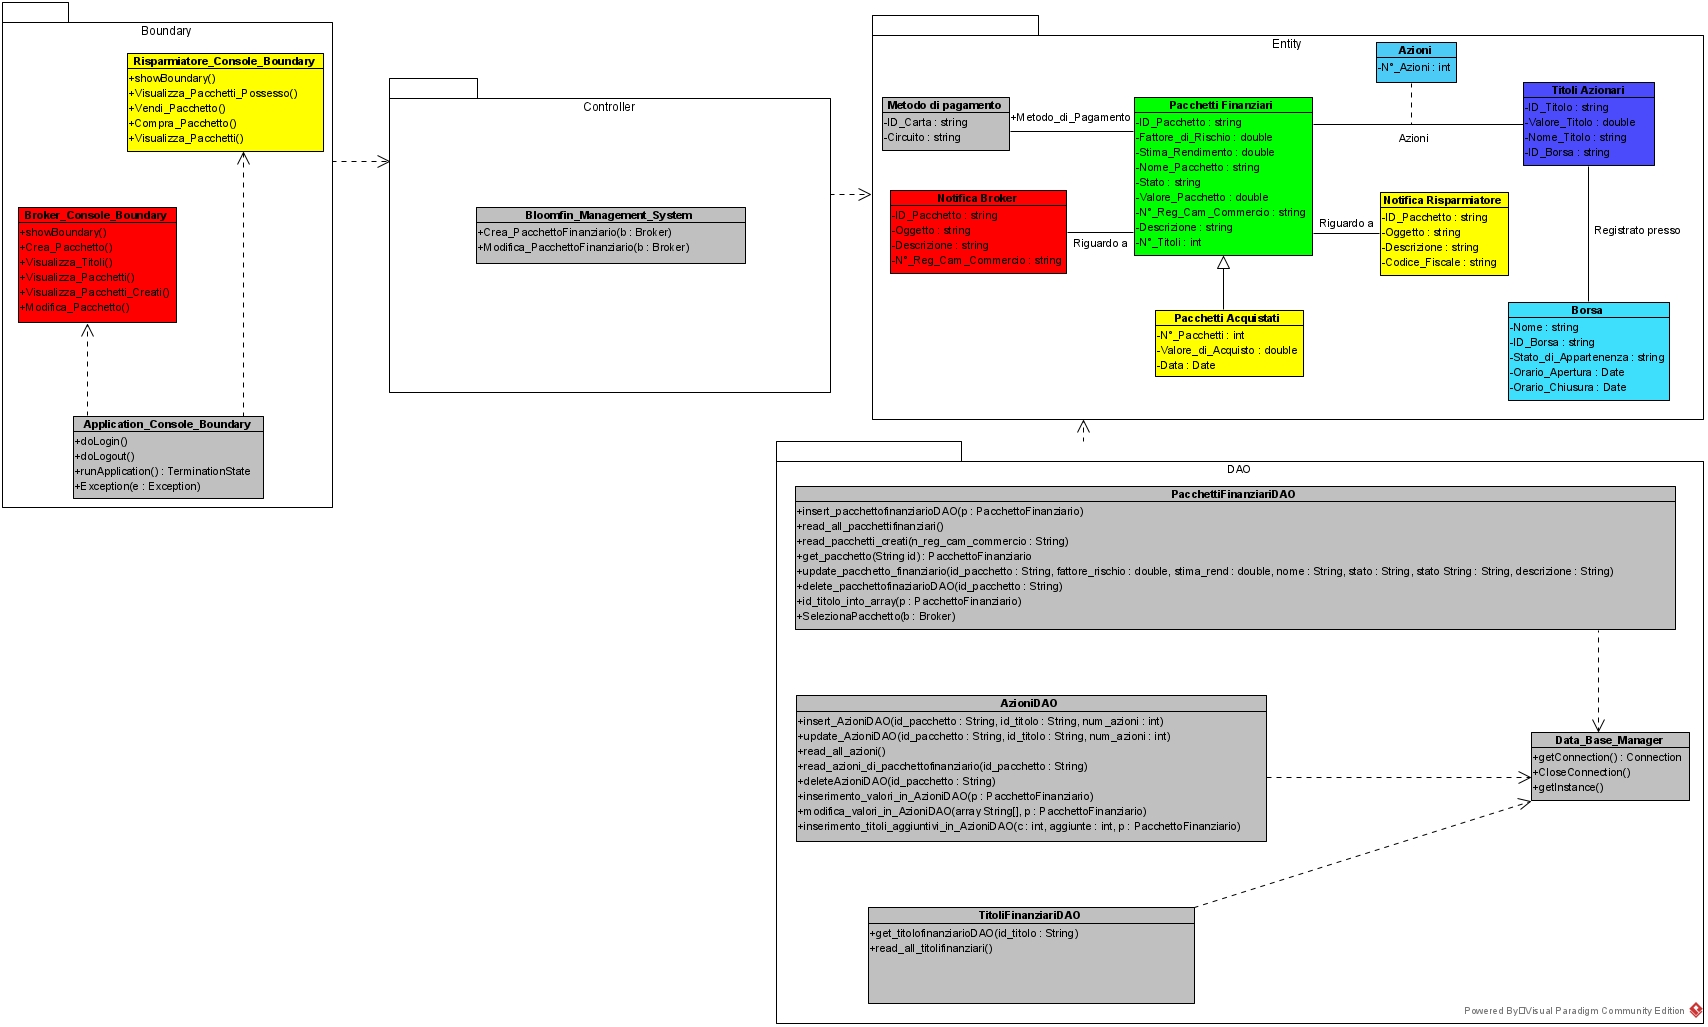 Boundary
Risparmiatore_Console_Boundary
+showBoundary()
+Visualizza_Pacchetti_Possesso()
+Vendi_Pacchetto()
+Compra_Pacchetto()
+Visualizza_Pacchetti()
Broker_Console_Boundary
+showBoundary()
+Crea_Pacchetto()
+Visualizza_Titoli()
+Visualizza_Pacchetti()
+Visualizza_Pacchetti_Creati()
+Modifica_Pacchetto()
Application_Console_Boundary
+doLogin()
+doLogout()
+runApplication() : TerminationState
+Exception(e : Exception)
Controller
Bloomfin_Management_System
+Crea_PacchettoFinanziario(b : Broker)
+Modifica_PacchettoFinanziario(b : Broker)
Entity
Azioni
-N°_Azioni : int
Metodo di pagamento
-ID_Carta : string
-Circuito : string
+Metodo_di_Pagamento
Pacchetti Finanziari
-ID_Pacchetto : string
-Fattore_di_Rischio : double
-Stima_Rendimento : double
-Nome_Pacchetto : string
-Stato : string
-Valore_Pacchetto : double
-N°_Reg_Cam_Commercio : string
-Descrizione : string
-N°_Titoli : int
Azioni
Titoli Azionari
-ID_Titolo : string
-Valore_Titolo : double
-Nome_Titolo : string
-ID_Borsa : string
Notifica Broker
-ID_Pacchetto : string
-Oggetto : string
-Descrizione : string
-N°_Reg_Cam_Commercio : string
Riguardo a
Riguardo a
Notifica Risparmiatore
-ID_Pacchetto : string
-Oggetto : string
-Descrizione : string
-Codice_Fiscale : string
Registrato presso
Pacchetti Acquistati
-N°_Pacchetti : int
-Valore_di_Acquisto : double
-Data : Date
Borsa
-Nome : string
-ID_Borsa : string
-Stato_di_Appartenenza : string
-Orario_Apertura : Date
-Orario_Chiusura : Date
DAO
PacchettiFinanziariDAO
+insert_pacchettofinanziarioDAO(p : PacchettoFinanziario)
+read_all_pacchettifinanziari()
+read_pacchetti_creati(n_reg_cam_commercio : String)
+get_pacchetto(String id) : PacchettoFinanziario
+update_pacchetto_finanziario(id_pacchetto : String, fattore_rischio : double, stima_rend : double, nome : String, stato : String, stato String : String, descrizione : String)
+delete_pacchettofinaziarioDAO(id_pacchetto : String)
+id_titolo_into_array(p : PacchettoFinanziario)
+SelezionaPacchetto(b : Broker)
AzioniDAO
+insert_AzioniDAO(id_pacchetto : String, id_titolo : String, num_azioni : int)
+update_AzioniDAO(id_pacchetto : String, id_titolo : String, num_azioni : int)
+read_all_azioni()
+read_azioni_di_pacchettofinanziario(id_pacchetto : String)
+deleteAzioniDAO(id_pacchetto : String)
+inserimento_valori_in_AzioniDAO(p : PacchettoFinanziario)
+modifica_valori_in_AzioniDAO(array String[], p : PacchettoFinanziario)
+inserimento_titoli_aggiuntivi_in_AzioniDAO(c : int, aggiunte : int, p : PacchettoFinanziario)
Data_Base_Manager
+getConnection() : Connection
+CloseConnection()
+getInstance()
TitoliFinanziariDAO
+get_titolofinanziarioDAO(id_titolo : String)
+read_all_titolifinanziari()
Powered By□Visual Paradigm Community Edition